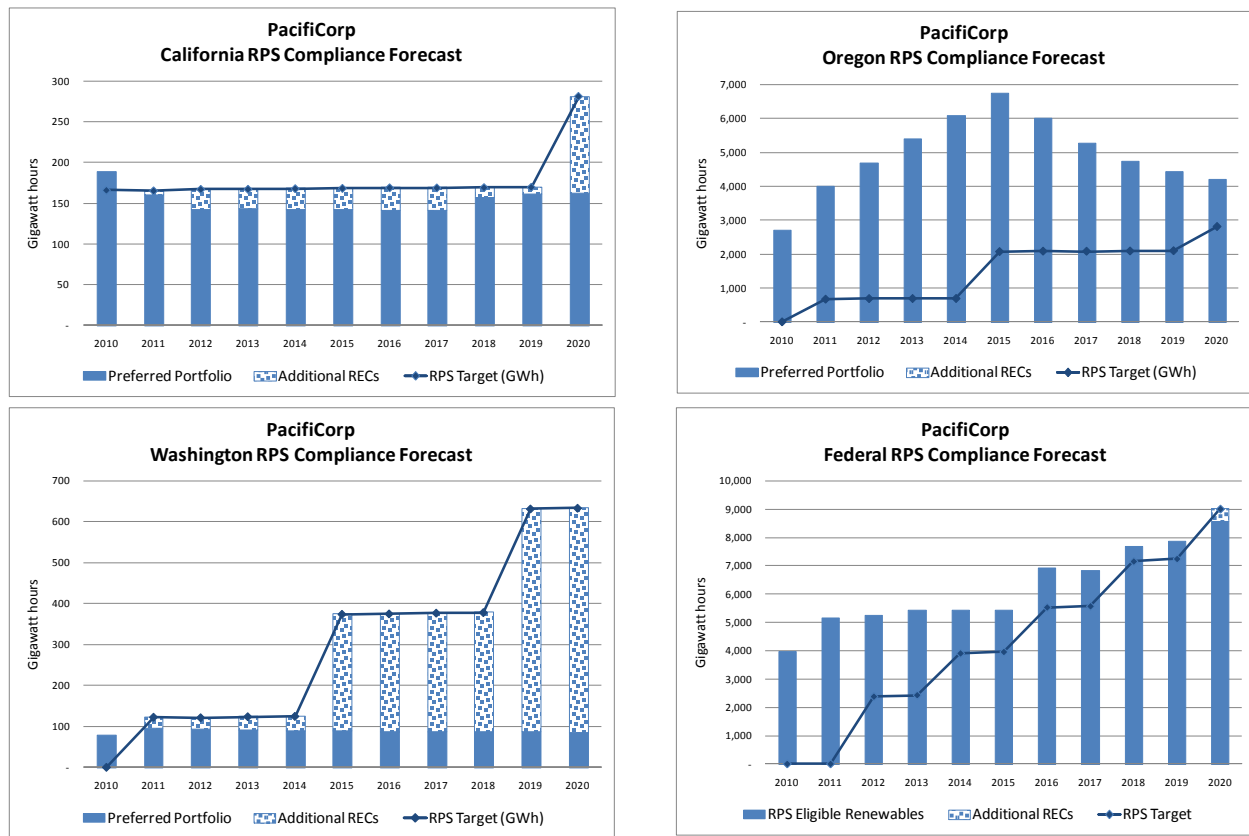 PacifiCorp
California RPS Compliance Forecast
300
250
200
150
100
50
-
Gigawatt hours
2010 2011 2012 2013 2014 2015 2016 2017 2018 2019 2020
Preferred Portfolio Additional RECs RPS Target (GWh)
PacifiCorp
Oregon RPS Compliance Forecast
7,000
6,000
5,000
4,000
3,000
2,000
1,000
-
Gigawatt hours
2010 2011 2012 2013 2014 2015 2016 2017 2018 2019 2020
Preferred Portfolio Additional RECs RPS Target (GWh)
PacifiCorp
Washington RPS Compliance Forecast
700
600
500
400
300
200
100
-
Gigawatt hours
2010 2011 2012 2013 2014 2015 2016 2017 2018 2019 2020
Preferred Portfolio Additional RECs RPS Target (GWh)
PacifiCorp
Federal RPS Compliance Forecast
10,000
9,000
8,000
7,000
6,000
5,000
4,000
3,000
2,000
1,000
-
Gigawatt hours
2010 2011 2012 2013 2014 2015 2016 2017 2018 2019 2020
RPS Eligible Renewables Additional RECs RPS Target